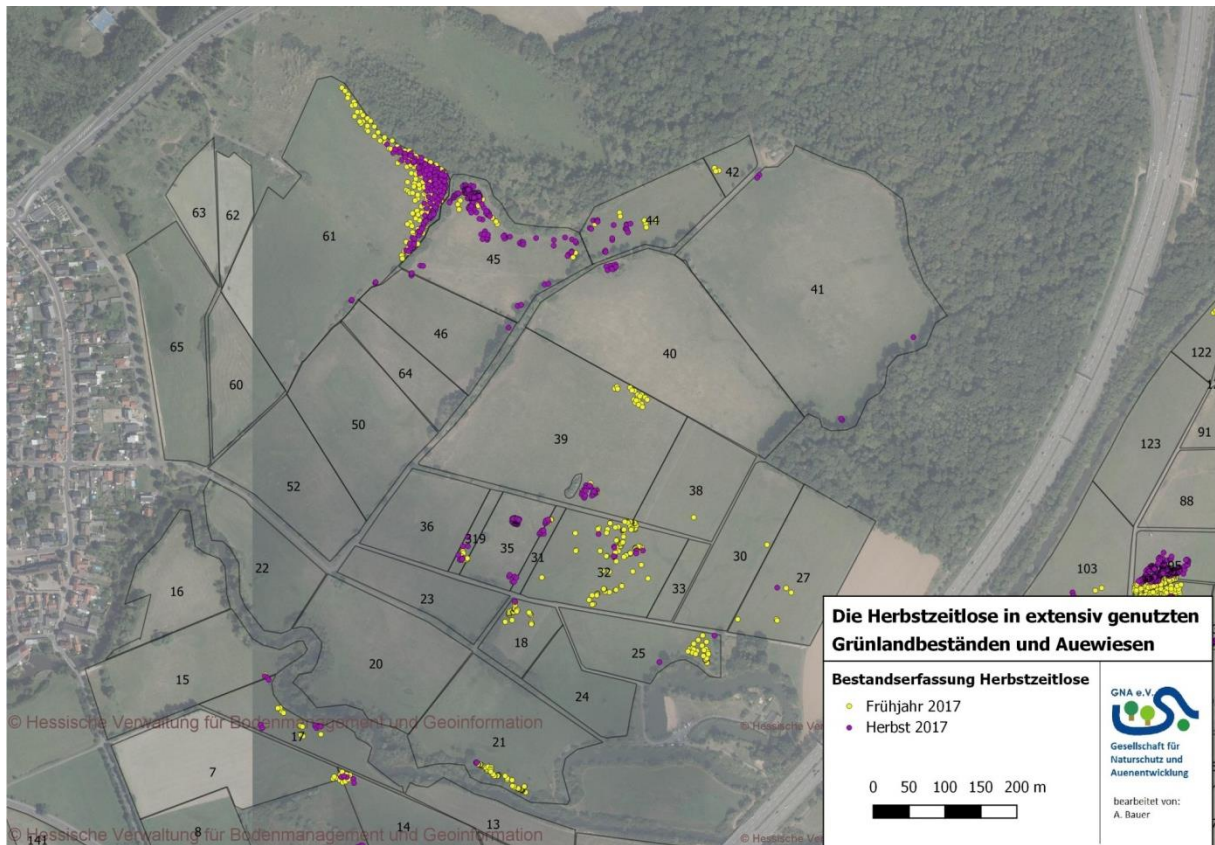 42
63
62
44
61
45
41
65
46
122
40
60
64
123
91
39
50
38
88
52
36
319
35
31
30
103
32
27
22
33
16
23
18
25
20
24
15
21
17
7
14
13
8
141
© Hessische Verwaltung für Bodenmanagement und Geoinformation
© Hessische Verwaltung für Bodenmanagement und Geoinformation
Die Herbstzeitlose in extensiv genutzten
Grünlandbeständen und Auewiesen
Bestandserfassung Herbstzeitlose
Frühjahr 2017
Herbst 2017
0 50 100 150 200 m
GNA e.V.
Gesellschaft für
Naturschutz und
Auenentwicklung
bearbeitet von:
A. Bauer
© Hessische Verwa